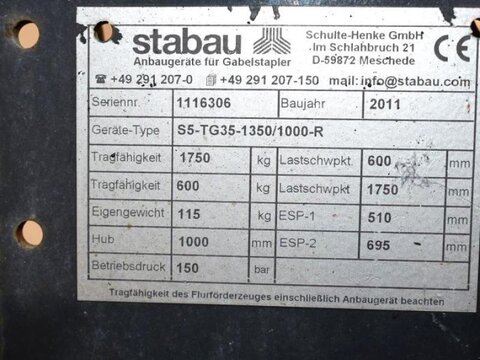 stabau
Anbaugeräte für Gabelstapler
Schulte-Henke GmbH
Im Schlahbruch 21
D-59872 Meschede
CE
☎ +49 291 207-0 +49 291 207-150 mail: info@stabau.com
Seriennr. 1116306 Baujahr 2011
Geräte-Type S5-TG35-1350/1000-R
Tragfähigkeit 1750 kg Lastschwpkt. 600 mm
Tragfähigkeit 600 kg Lastschwpkt. 1750 mm
Eigengewicht 115 kg ESP-1 510 mm
Hub 1000 mm ESP-2 695 mm
Betriebsdruck 150 bar
Tragfähigkeit des Flurförderzeuges einschließlich Anbaugerät beachten